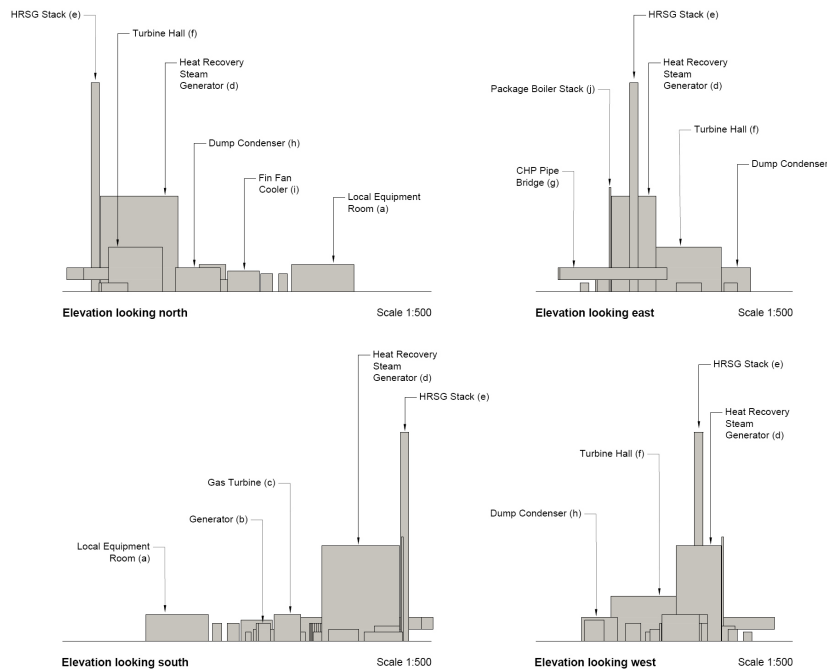 HRSG Stack (e)
Turbine Hall (f)
Heat Recovery
Steam
Generator (d)
Dump Condenser (h)
Fin Fan
Cooler (i)
Local Equipment
Room (a)
Elevation looking north
Scale 1:500
HRSG Stack (e)
Heat Recovery
Steam
Generator (d)
Package Boiler Stack (j)
Turbine Hall (f)
Dump Condenser
CHP Pipe
Bridge (g)
Elevation looking east
Scale 1:500
Heat Recovery
Steam
Generator (d)
HRSG Stack (e)
Gas Turbine (c)
Generator (b)
Local Equipment
Room (a)
Elevation looking south
Scale 1:500
HRSG Stack (e)
Heat Recovery
Steam
Generator (d)
Turbine Hall (f)
Dump Condenser (h)
Elevation looking west
Scale 1:500